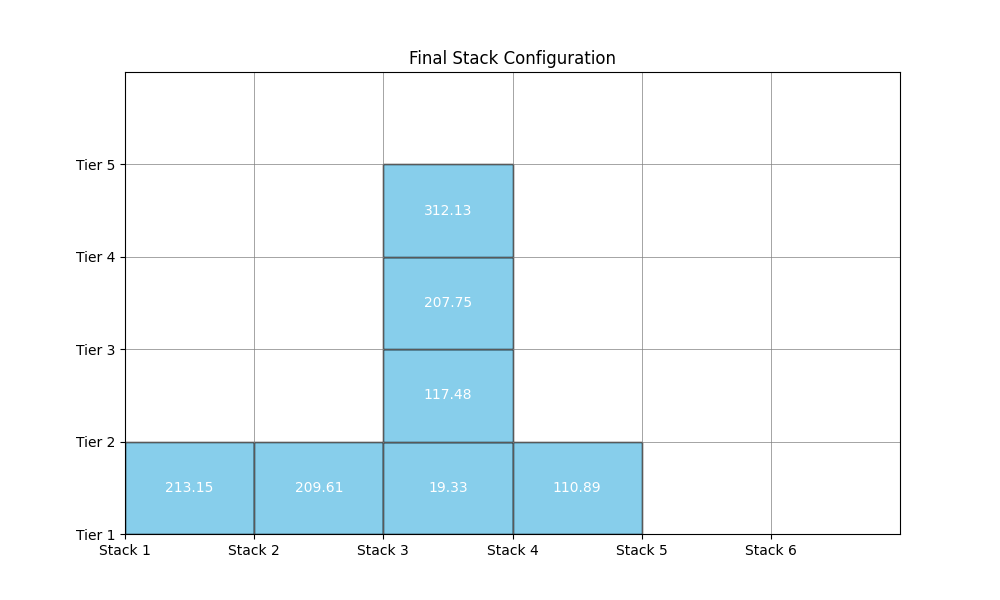 Final Stack Configuration
Tier 5
312.13
Tier 4
207.75
Tier 3
117.48
Tier 2
213.15 209.61 19.33 110.89
Tier 1
Stack 1 Stack 2 Stack 3 Stack 4 Stack 5 Stack 6